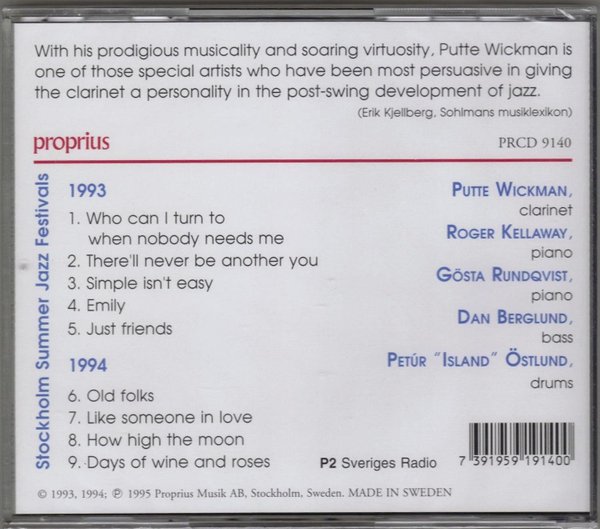 With his prodigious musicality and soaring virtuosity, Putte Wickman is
one of those special artists who have been most persuasive in giving
the clarinet a personality in the post-swing development of jazz.
(Erik Kjellberg, Sohlmans musiklexikon)
proprius
PRCD 9140
Stockholm Summer Jazz Festivals
1993
1. Who can I turn to
when nobody needs me
2. There'll never be another you
3. Simple isn't easy
4. Emily
5. Just friends
1994
6. Old folks
7. Like someone in love
8. How high the moon
9. Days of wine and roses
PUTTE WICKMAN,
clarinet
ROGER KELLAWAY,
piano
GÖSTA RUNDQVIST,
piano
DAN BERGLUND,
bass
PETÚR "ISLAND" ÖSTLUND,
drums
P2 Sveriges Radio
7 391959 191400
© 1993, 1994; ℗ 1995 Proprius Musik AB, Stockholm, Sweden. MADE IN SWEDEN